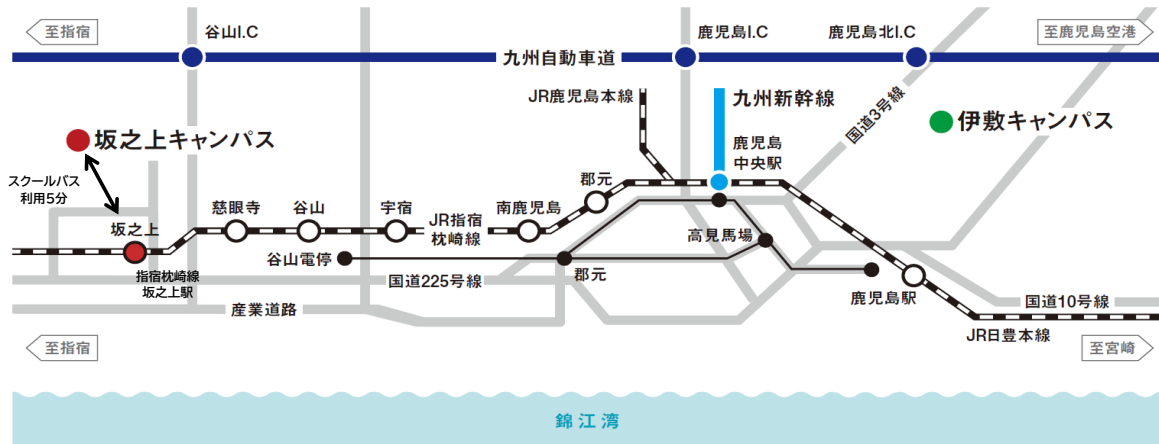 至指宿
谷山I.C
鹿児島I.C
鹿児島北I.C
至鹿児島空港
九州自動車道
JR鹿児島本線
九州新幹線
国道3号線
坂之上キャンパス
伊敷キャンパス
鹿児島
中央駅
スクールバス
利用5分
郡元
坂之上
慈眼寺
谷山
宇宿
JR指宿
枕崎線
南鹿児島
高見馬場
谷山電停
指宿枕崎線
坂之上駅
国道225号線
郡元
鹿児島駅
産業道路
国道10号線
JR日豊本線
至指宿
至宮崎
錦江湾